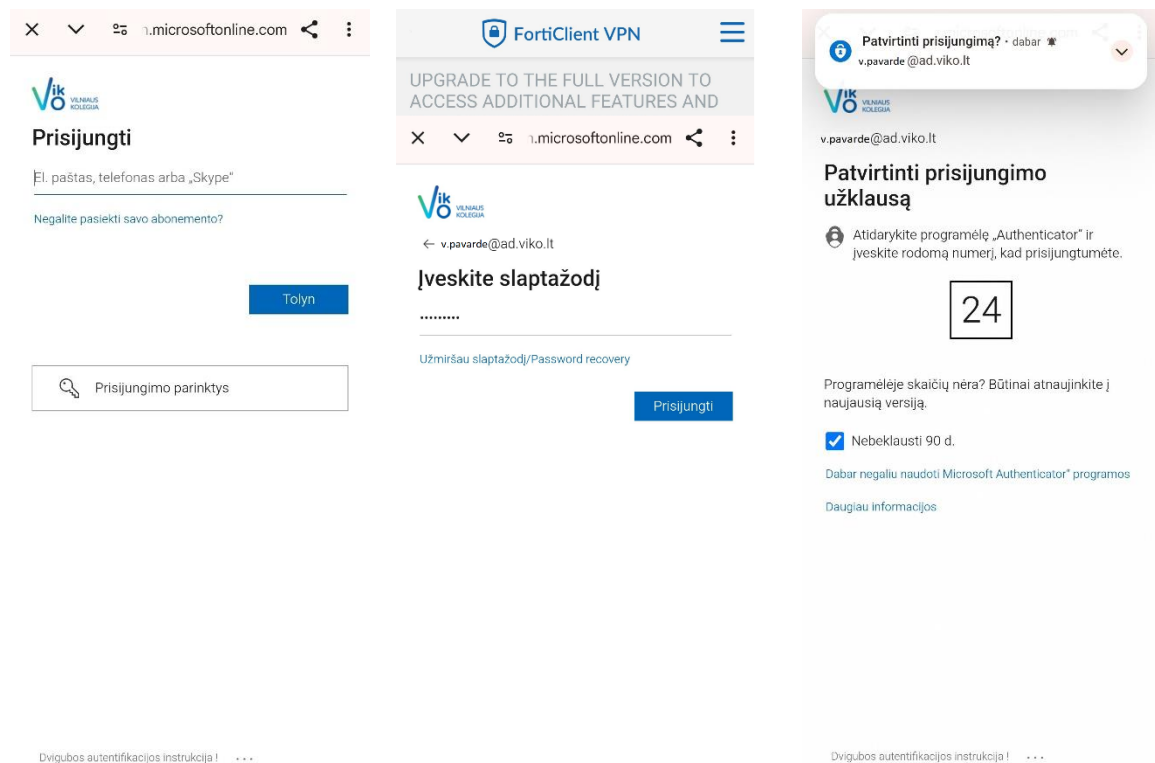 n.microsoftonline.com
Vik
VILNIAUS
KOLEGIJA
Prisijungti
El. paštas, telefonas arba „Skype“
Negalite pasiekti savo abonemento?
Tolyn
Prisijungimo parinktys
Dvigubos autentifikacijos instrukcija ! ...
FortiClient VPN
UPGRADE TO THE FULL VERSION TO
ACCESS ADDITIONAL FEATURES AND
n.microsoftonline.com
Viko
VILNIAUS
KOLEGIJA
← v.pavarde@ad.viko.lt
Įveskite slaptažodį
.........
Užmiršau slaptažodį/Password recovery
Prisijungti
Patvirtinti prisijungimą? · dabar
v.pavarde @ad.viko.lt
Viko
VILNIAUS
KOLEGIJA
v.pavarde@ad.viko.lt
Patvirtinti prisijungimo
užklausą
Atidarykite programėlę „Authenticator“ ir
įveskite rodomą numerį, kad prisijungtumėte.
24
Programėlėje skaičių nėra? Būtinai atnaujinkite į
naujausią versiją.
Nebeklausti 90 d.
Dabar negaliu naudoti Microsoft Authenticator“ programos
Daugiau informacijos
Dvigubos autentifikacijos instrukcija ! ...